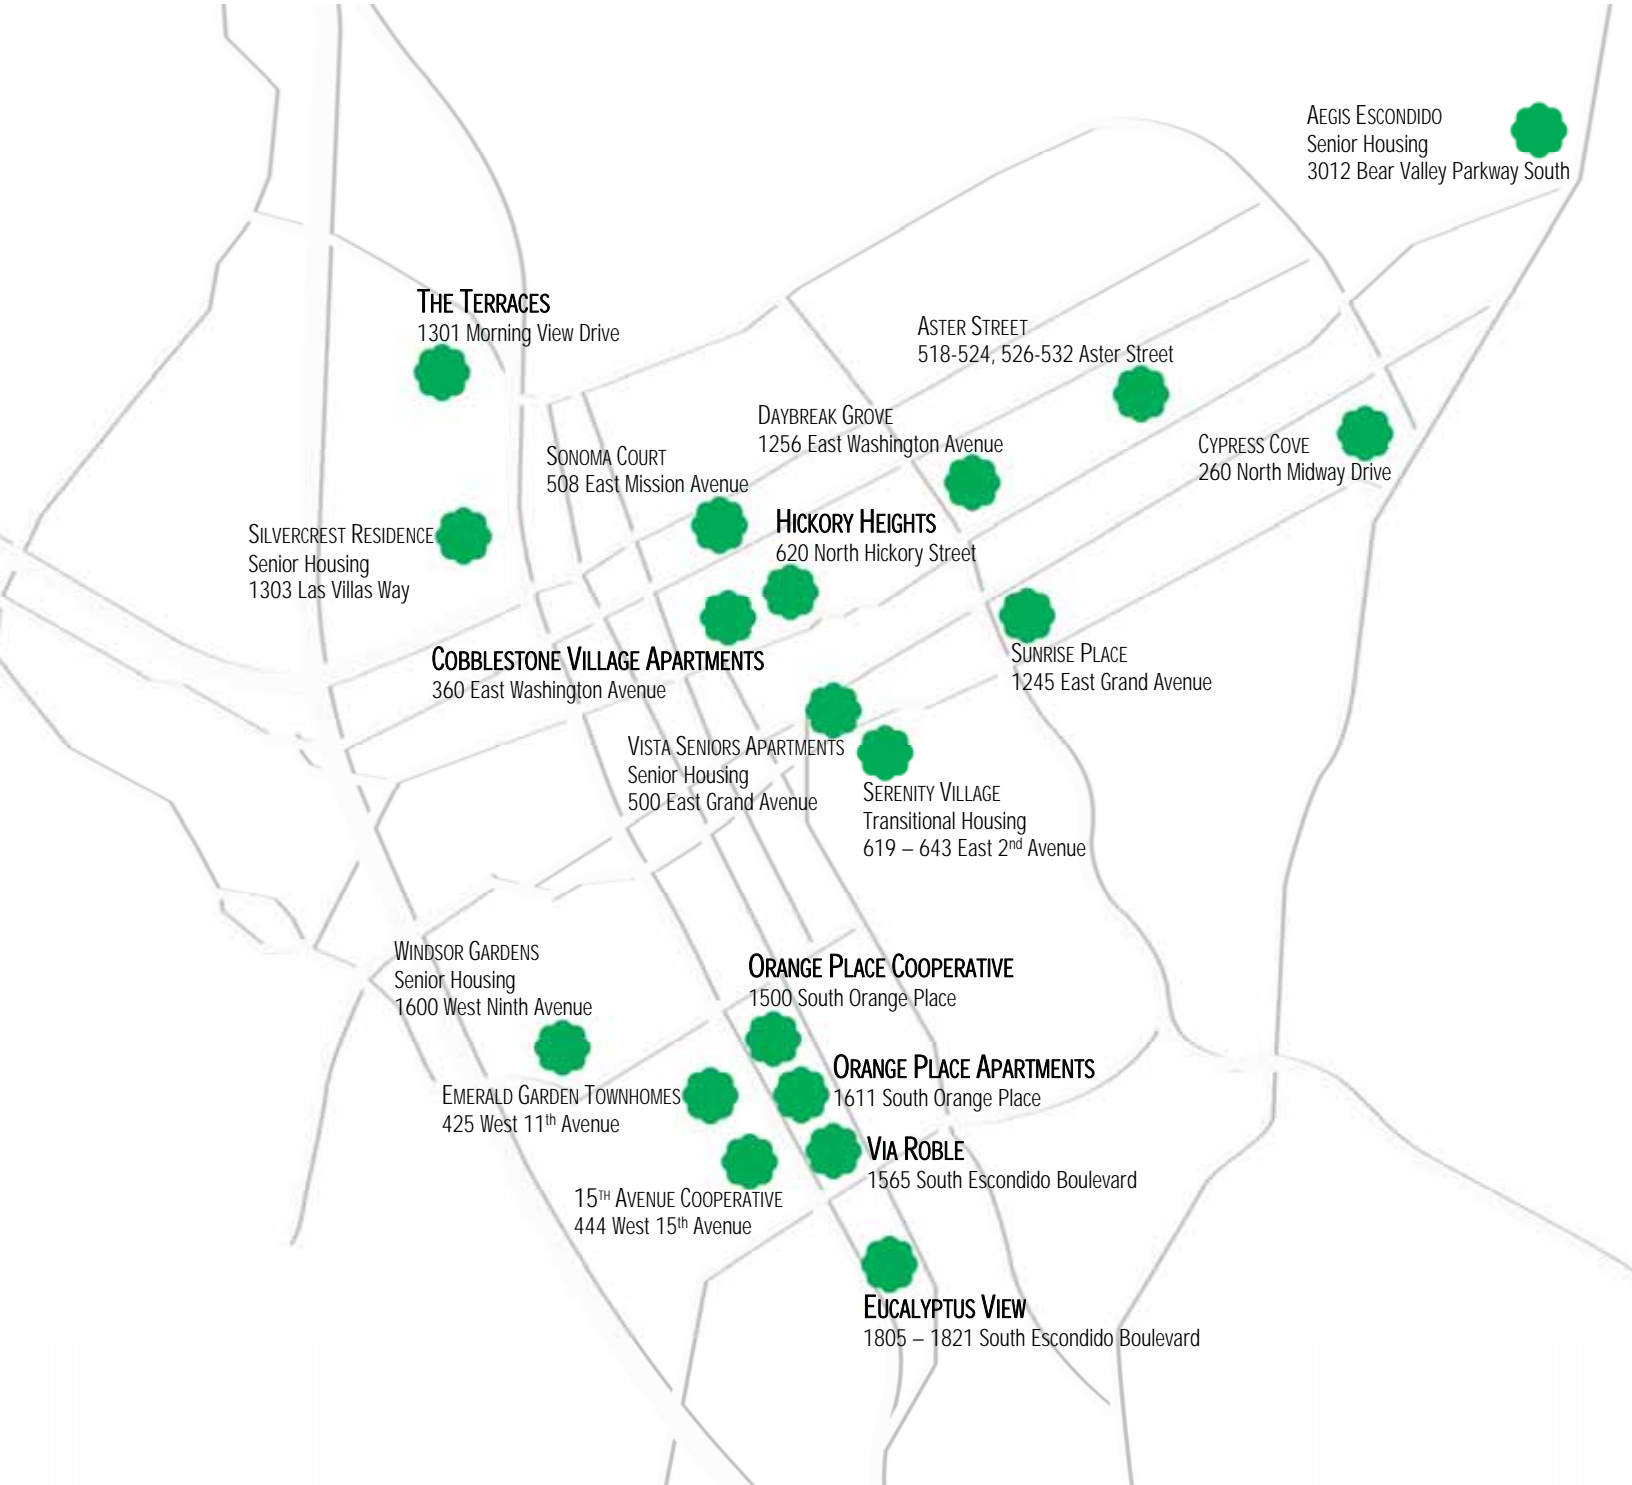 AEGIS ESCONDIDO
Senior Housing
3012 Bear Valley Parkway South
THE TERRACES
1301 Morning View Drive
ASTER STREET
518-524, 526-532 Aster Street
DAYBREAK GROVE
1256 East Washington Avenue
CYPRESS COVE
260 North Midway Drive
SONOMA COURT
508 East Mission Avenue
HICKORY HEIGHTS
620 North Hickory Street
SILVERCREST RESIDENCE
Senior Housing
1303 Las Villas Way
COBBLESTONE VILLAGE APARTMENTS
360 East Washington Avenue
SUNRISE PLACE
1245 East Grand Avenue
VISTA SENIORS APARTMENTS
Senior Housing
500 East Grand Avenue
SERENITY VILLAGE
Transitional Housing
619 – 643 East 2nd Avenue
WINDSOR GARDENS
Senior Housing
1600 West Ninth Avenue
ORANGE PLACE COOPERATIVE
1500 South Orange Place
ORANGE PLACE APARTMENTS
1611 South Orange Place
EMERALD GARDEN TOWNHOMES
425 West 11th Avenue
VIA ROBLE
1565 South Escondido Boulevard
15TH AVENUE COOPERATIVE
444 West 15th Avenue
EUCALYPTUS VIEW
1805 – 1821 South Escondido Boulevard